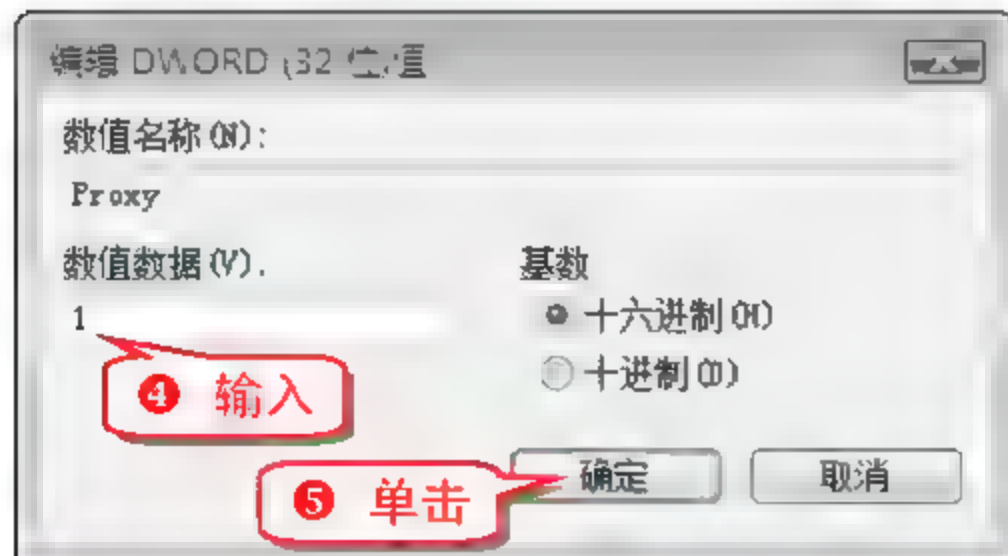 编辑 DWORD (32 位)值
数值名称(N):
Proxy
数值数据(V).
基数
1
十六进制(H)
十进制(D)
❹ 输入
❺ 单击
确定
取消